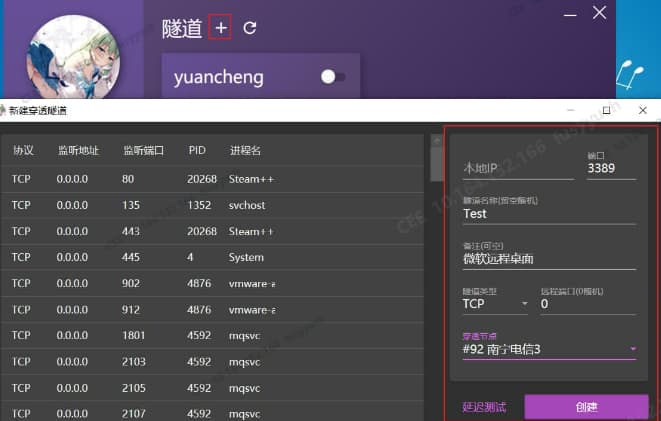 隧道 +
yuancheng
新建穿透隧道
协议 监听地址 监听端口 PID 进程名
TCP 0.0.0.0 80 20268 Steam++
TCP 0.0.0.0 135 1352 svchost
TCP 0.0.0.0 443 20268 Steam++
TCP 0.0.0.0 445 4 System
TCP 0.0.0.0 902 4876 vmware-a
TCP 0.0.0.0 912 4876 vmware-a
TCP 0.0.0.0 1801 4592 mqsvc
TCP 0.0.0.0 2103 4592 mqsvc
TCP 0.0.0.0 2105 4592 mqsvc
TCP 0.0.0.0 2107 4592 mqsvc
本地IP
端口
3389
隧道名称(留空随机)
Test
备注(可空)
微软远程桌面
隧道类型 远程端口(0随机)
TCP 0
穿透节点
#92 南宁电信3
延迟测试 创建